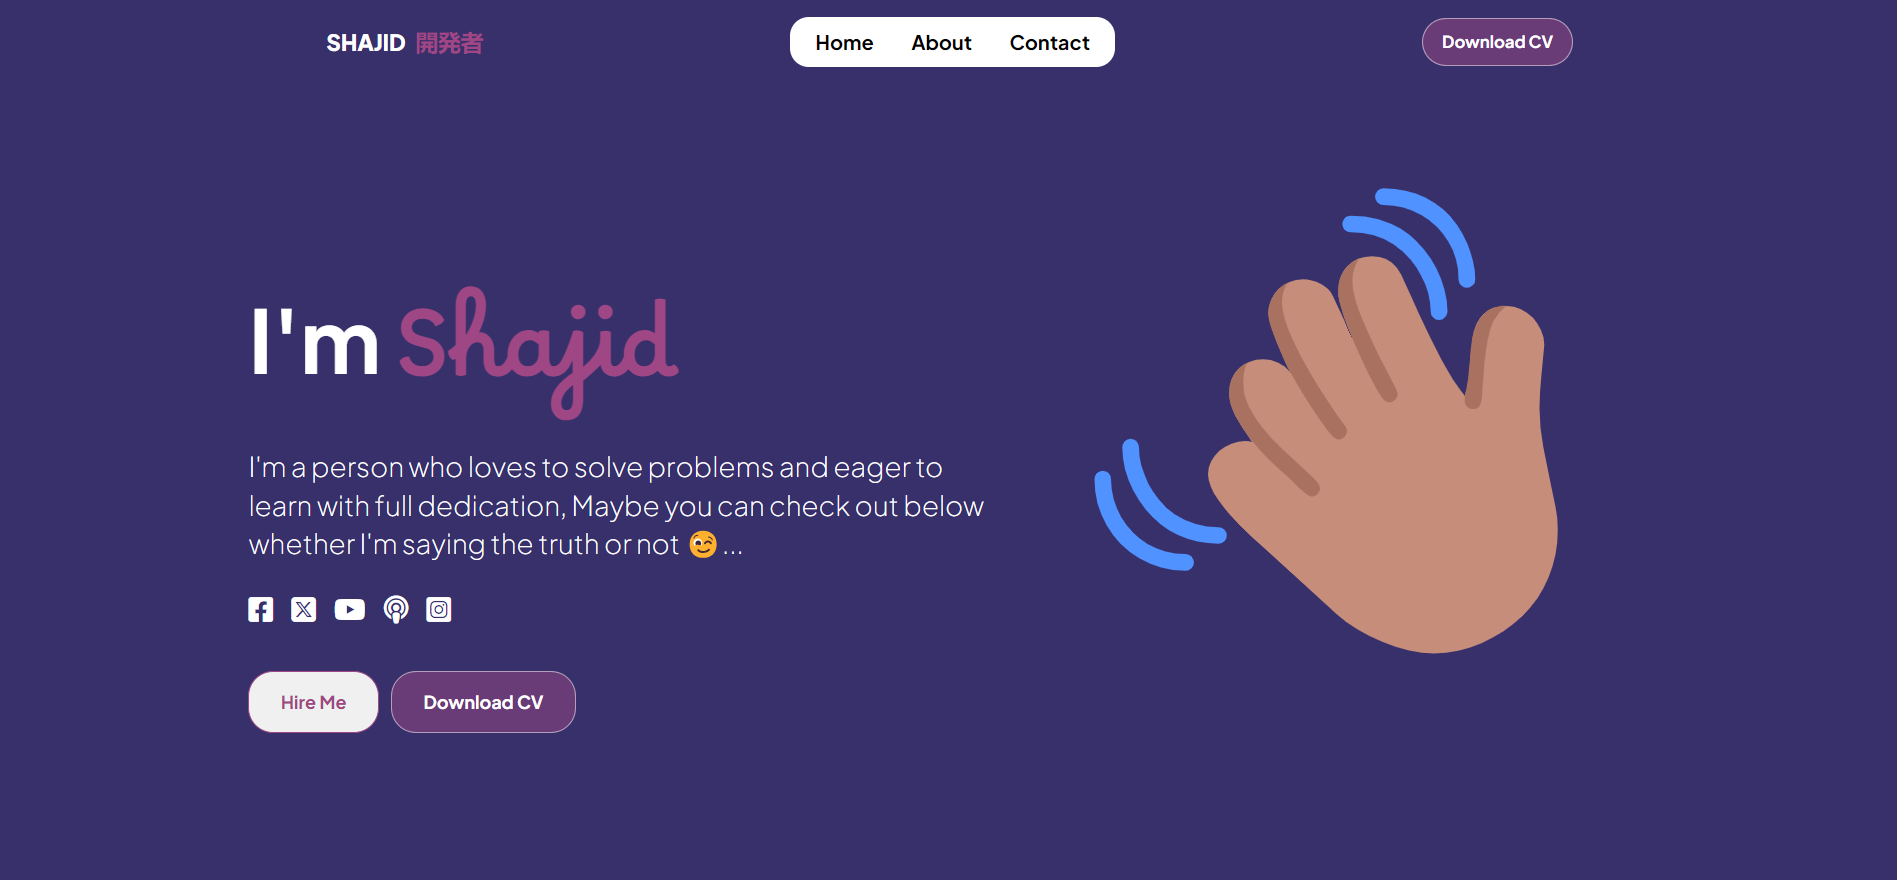 SHAJID 開発者
Home About Contact
Download CV
I'm Shajid
I'm a person who loves to solve problems and eager to
learn with full dedication, Maybe you can check out below
whether I'm saying the truth or not 😉 ...
Hire Me
Download CV